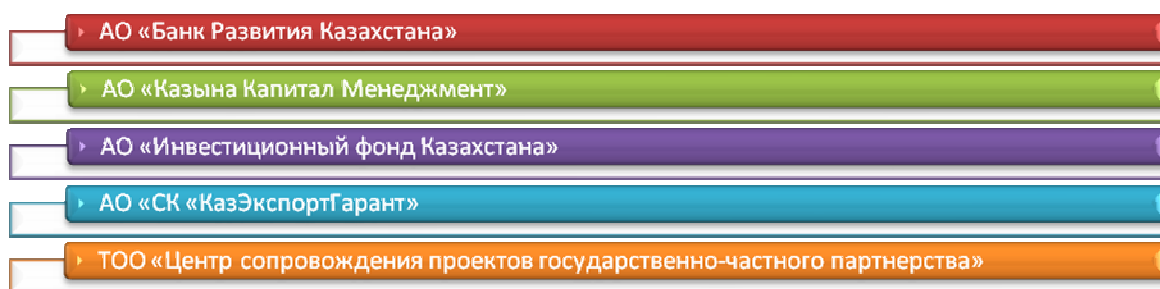 АО «Банк Развития Казахстана»
АО «Казына Капитал Менеджмент»
АО «Инвестиционный фонд Казахстана»
АО «СК «КазЭкспортГарант»
ТОО «Центр сопровождения проектов государственно-частного партнерства»